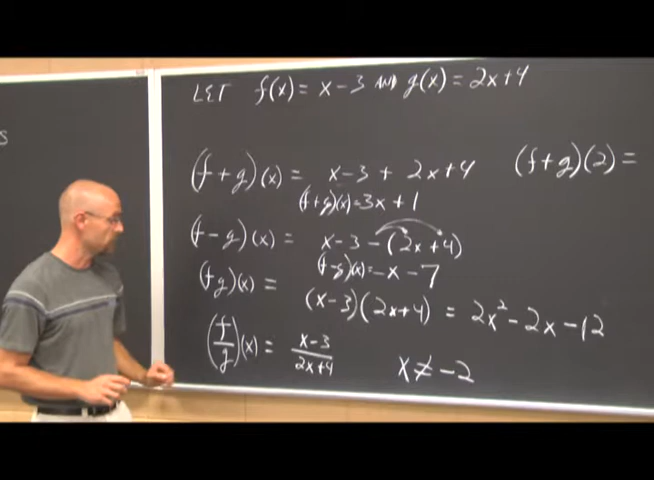 S
LET f(x) = x-3 AND g(x) = 2x+4
(f+g)(x) = x-3 + 2x+4
(f+g)(2) =
(f+g)(x)=3x+1
(f-g)(x) = x-3-(2x+4)
(f-g)(x)=-x-7
(fg)(x) = (x-3)(2x+4) = 2x²-2x-12
(f/g)(x) = x-3/2x+4 x≠-2